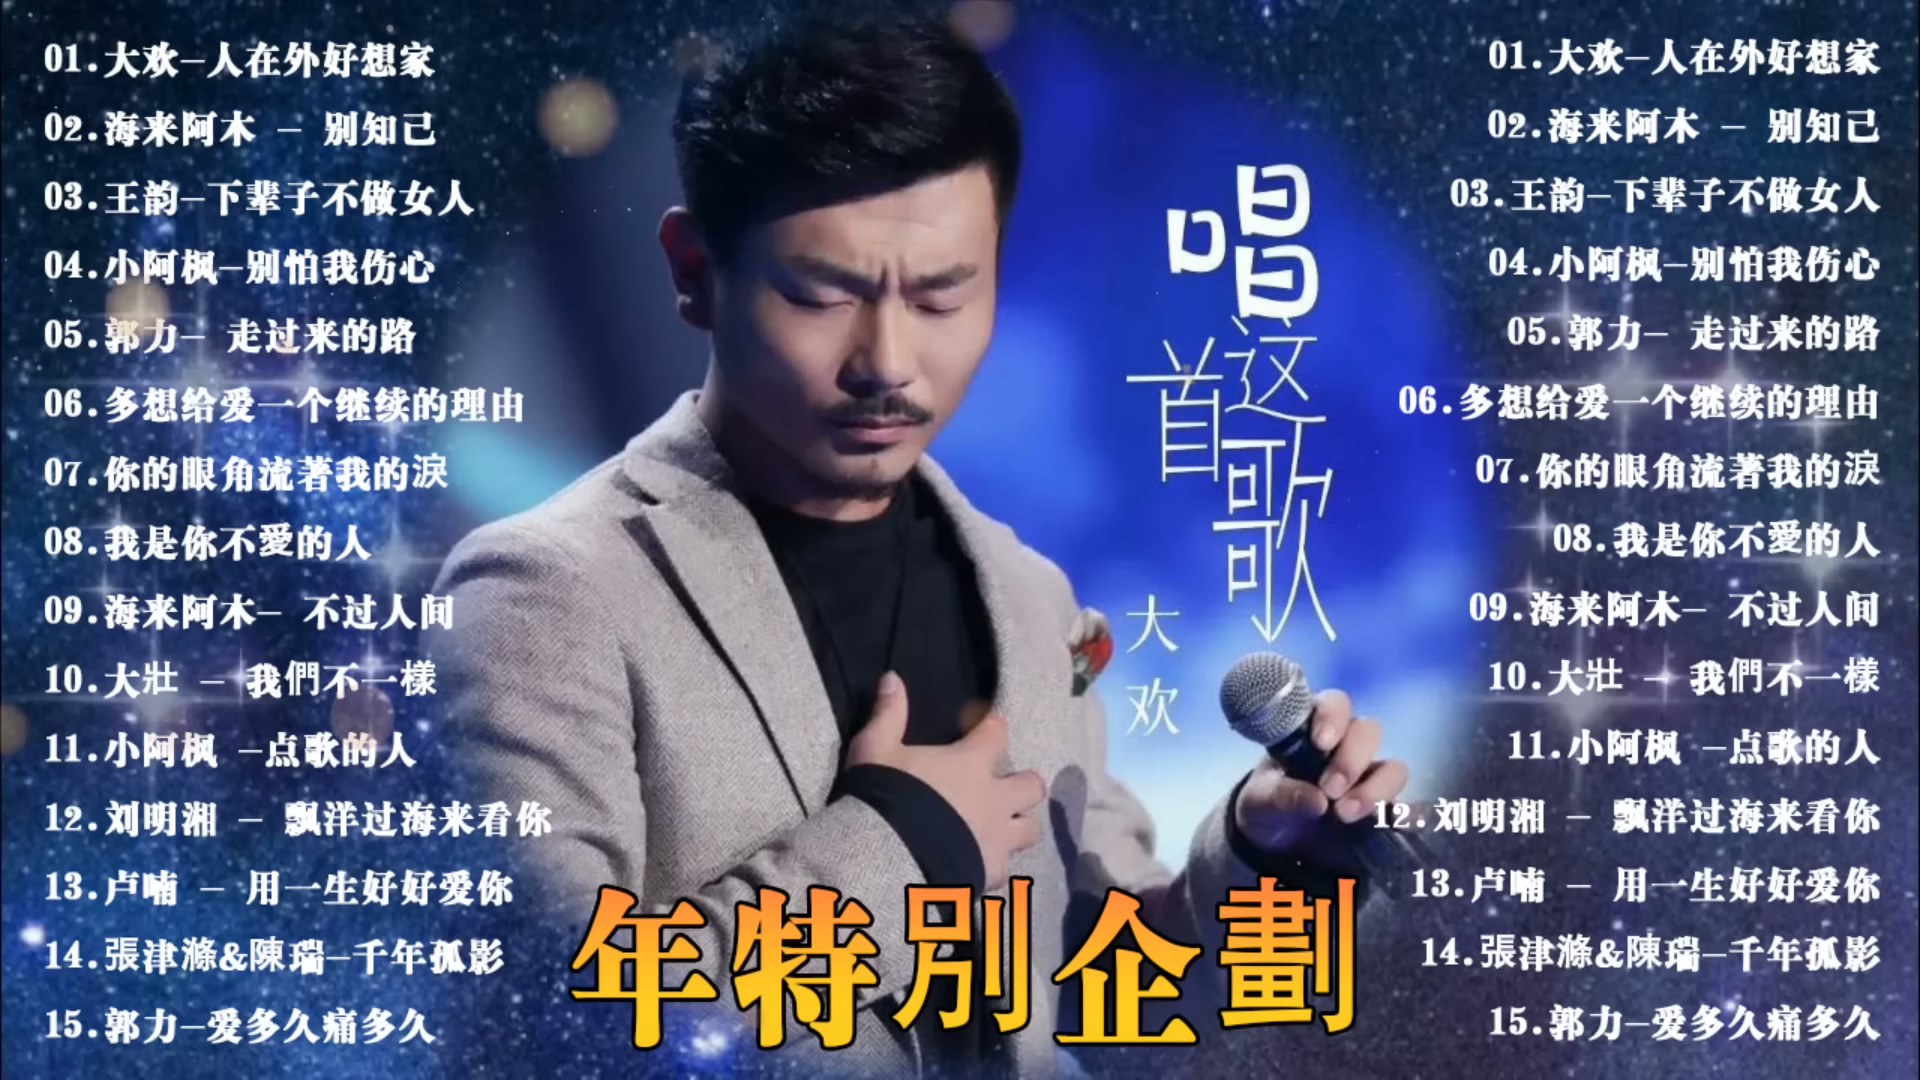 01.大欢—人在外好想家
02.海来阿木 — 别知己
03.王韵—下辈子不做女人
04.小阿枫—别怕我伤心
05.郭力— 走过来的路
06.多想给爱一个继续的理由
07.你的眼角流著我的淚
08.我是你不愛的人
09.海来阿木— 不过人间
10.大壯 — 我們不一樣
11.小阿枫 —点歌的人
12.刘明湘 — 飘洋过海来看你
13.卢喃 — 用一生好好爱你
14.張津滌&陳瑞—千年孤影
15.郭力—爱多久痛多久
唱
这
首
歌
大
欢
年特別企劃
01.大欢—人在外好想家
02.海来阿木 — 别知己
03.王韵—下辈子不做女人
04.小阿枫—别怕我伤心
05.郭力— 走过来的路
06.多想给爱一个继续的理由
07.你的眼角流著我的淚
08.我是你不愛的人
09.海来阿木— 不过人间
10.大壯 — 我們不一樣
11.小阿枫 —点歌的人
12.刘明湘 — 飘洋过海来看你
13.卢喃 — 用一生好好爱你
14.張津滌&陳瑞—千年孤影
15.郭力—爱多久痛多久